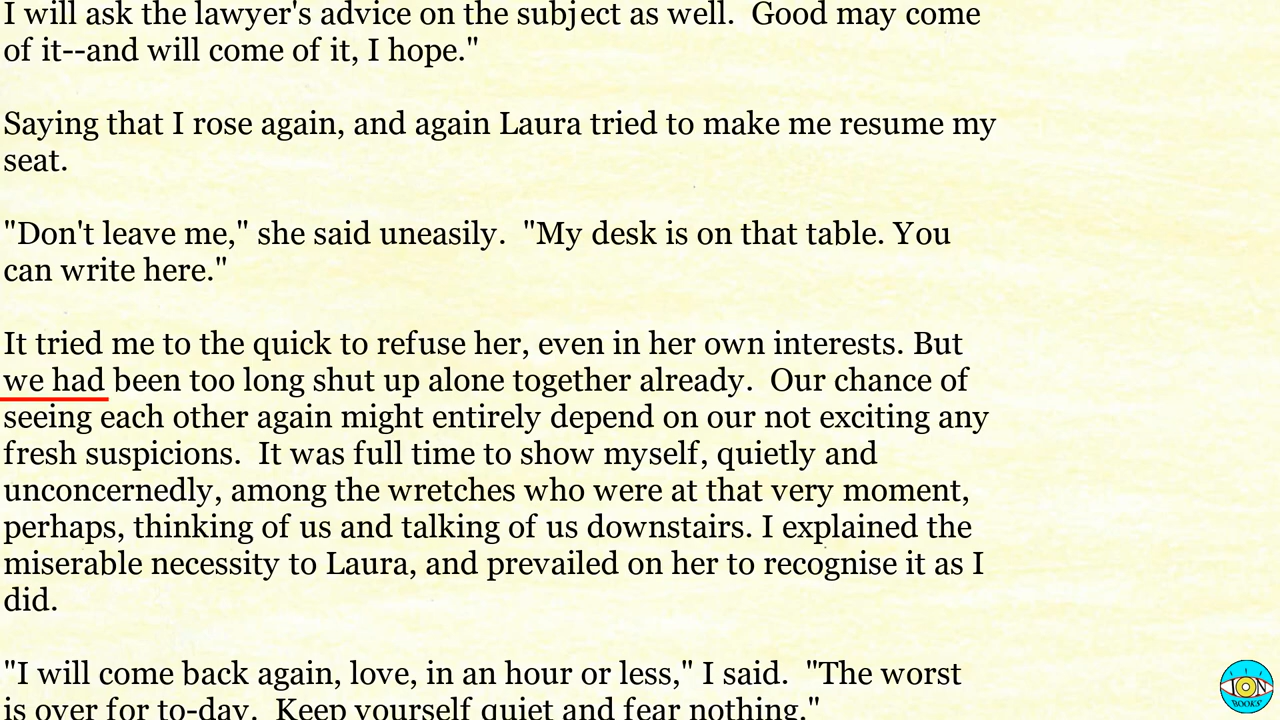 I will ask the lawyer's advice on the subject as well.  Good may come
of it--and will come of it, I hope."
Saying that I rose again, and again Laura tried to make me resume my
seat.
"Don't leave me," she said uneasily.  "My desk is on that table. You
can write here."
It tried me to the quick to refuse her, even in her own interests. But
we had been too long shut up alone together already.  Our chance of
seeing each other again might entirely depend on our not exciting any
fresh suspicions.  It was full time to show myself, quietly and
unconcernedly, among the wretches who were at that very moment,
perhaps, thinking of us and talking of us downstairs. I explained the
miserable necessity to Laura, and prevailed on her to recognise it as I
did.
"I will come back again, love, in an hour or less," I said.  "The worst
is over for to-day.  Keep yourself quiet and fear nothing."
ION
BOOKS